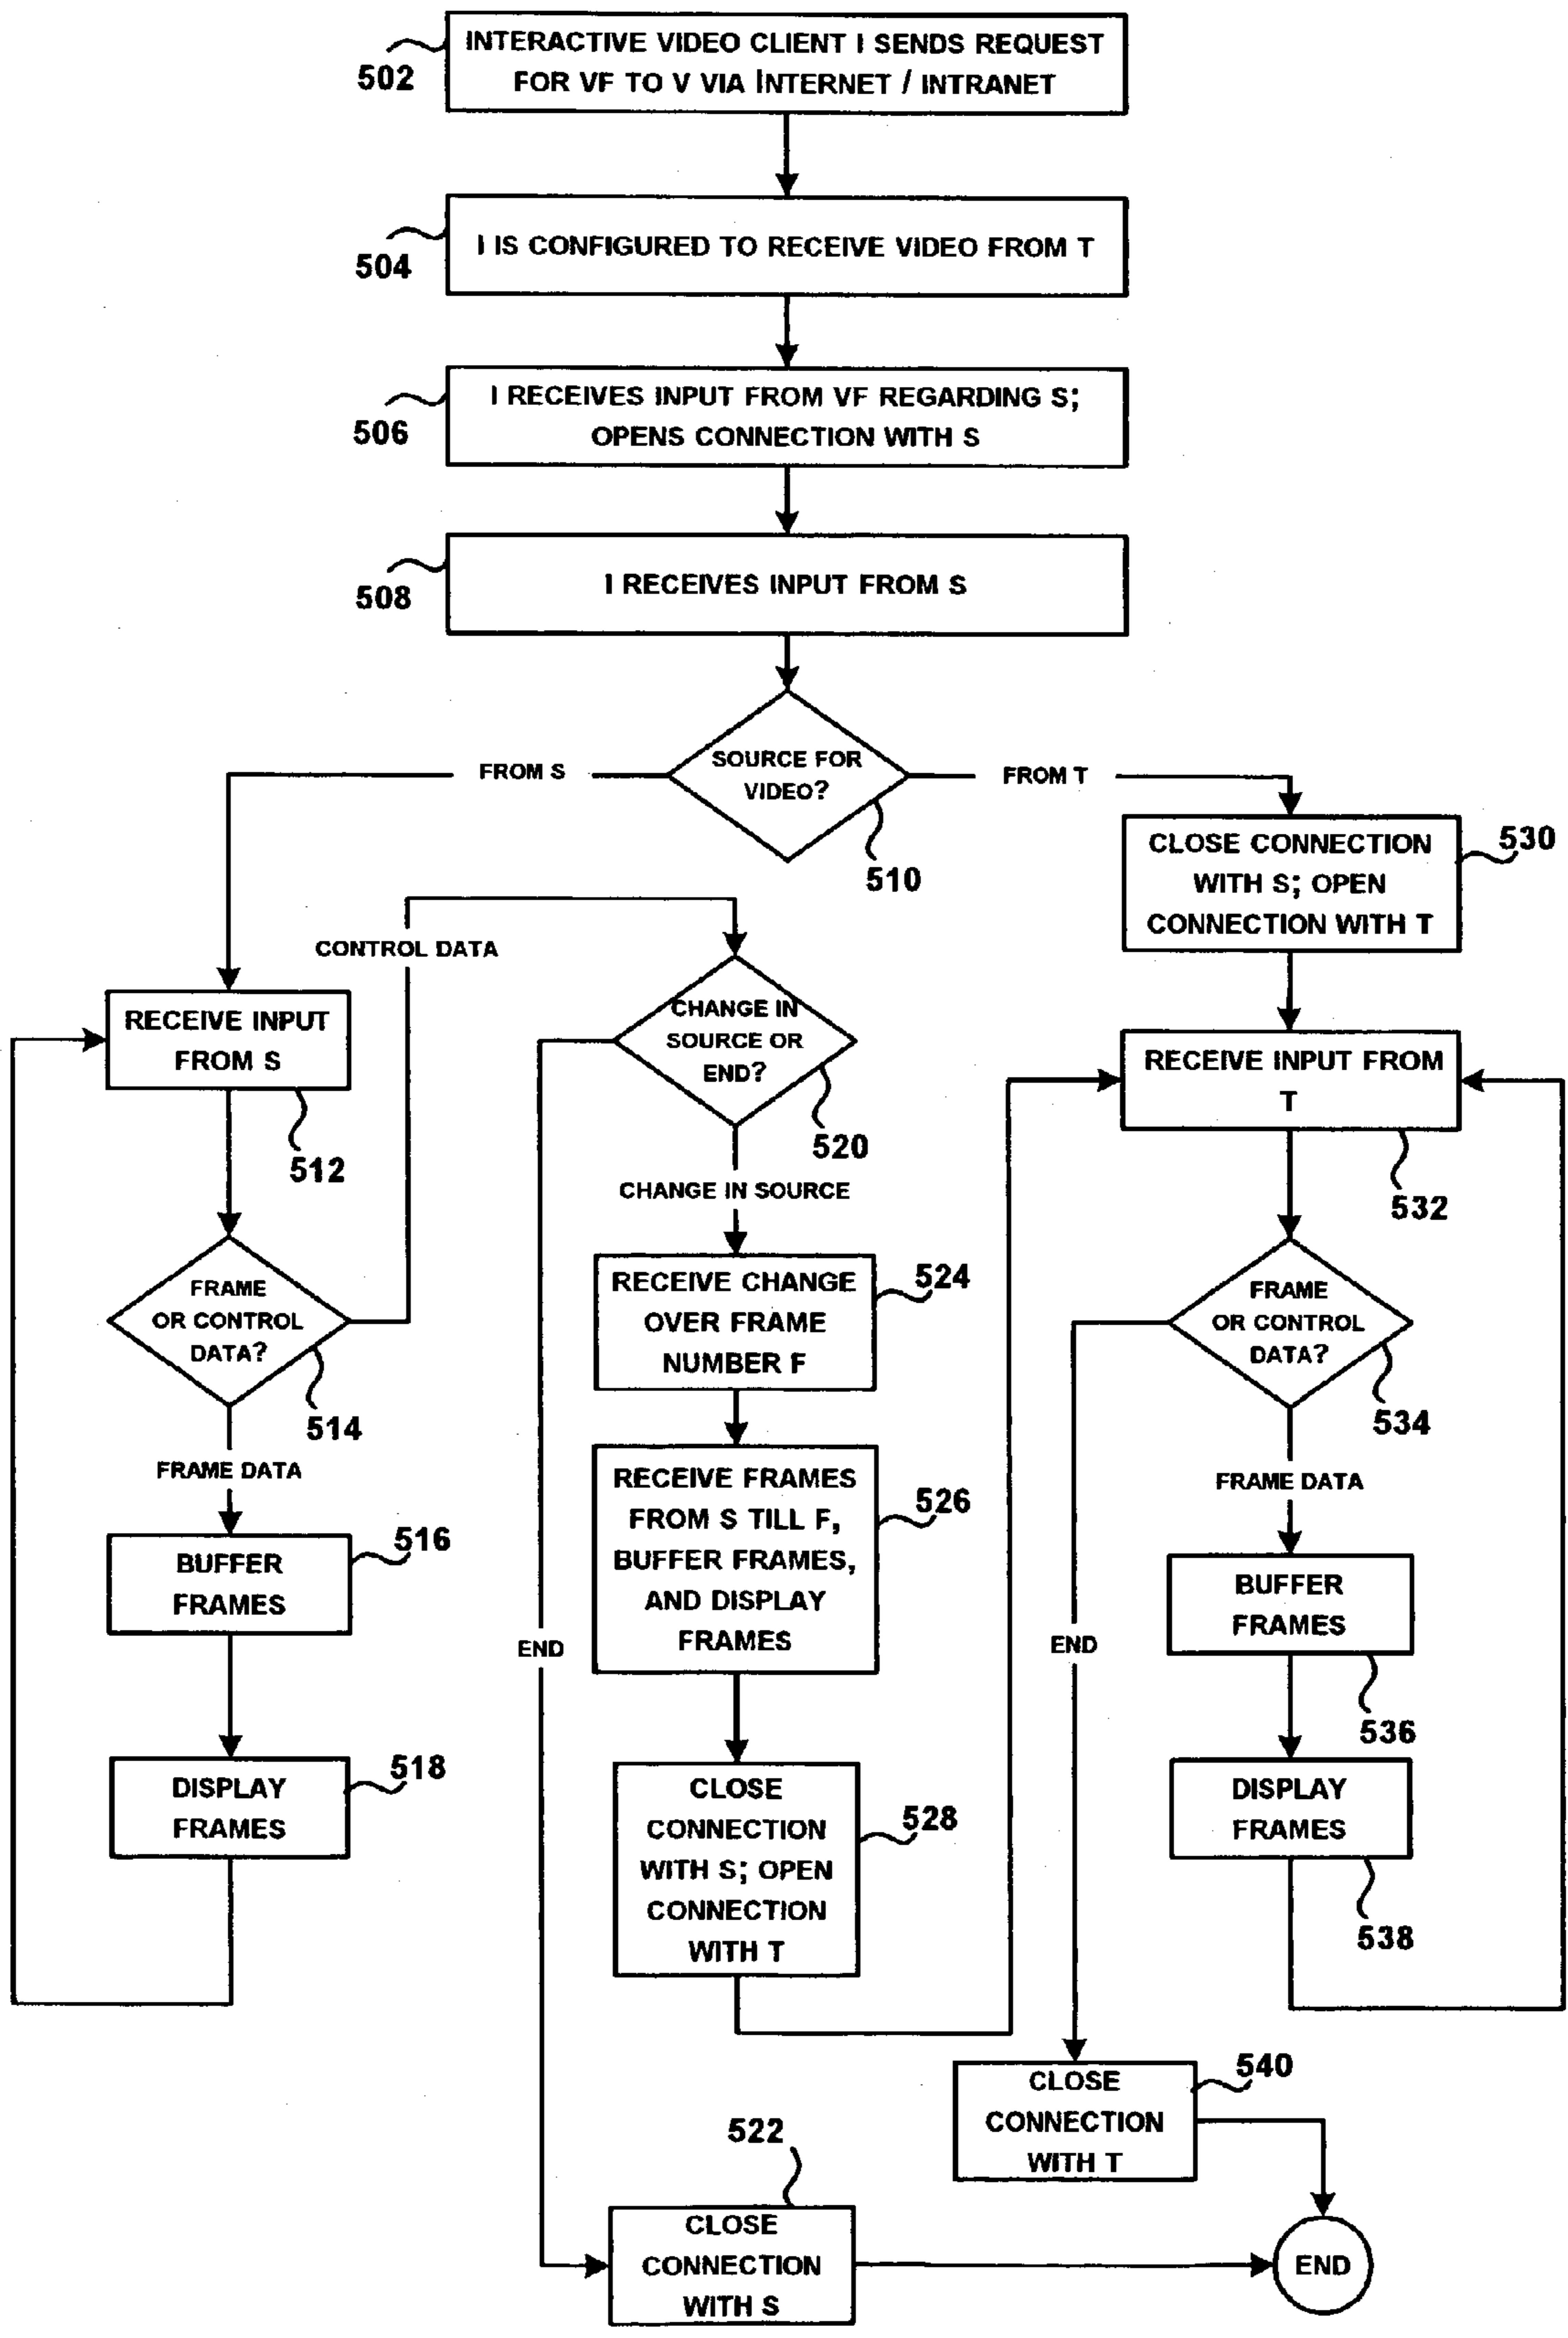 INTERACTIVE VIDEO CLIENT I SENDS REQUEST
FOR VF TO V VIA INTERNET / INTRANET
502
I IS CONFIGURED TO RECEIVE VIDEO FROM T
504
I RECEIVES INPUT FROM VF REGARDING S;
OPENS CONNECTION WITH S
506
I RECEIVES INPUT FROM S
508
SOURCE FOR
VIDEO?
510
FROM S
FROM T
CLOSE CONNECTION
WITH S; OPEN
CONNECTION WITH T
530
CONTROL DATA
RECEIVE INPUT
FROM S
512
CHANGE IN
SOURCE OR
END?
520
RECEIVE INPUT FROM
T
532
CHANGE IN SOURCE
FRAME
OR CONTROL
DATA?
514
RECEIVE CHANGE
OVER FRAME
NUMBER F
524
FRAME
OR CONTROL
DATA?
534
FRAME DATA
RECEIVE FRAMES
FROM S TILL F,
BUFFER FRAMES,
AND DISPLAY
FRAMES
526
FRAME DATA
BUFFER
FRAMES
516
BUFFER
FRAMES
536
END
END
DISPLAY
FRAMES
518
CLOSE
CONNECTION
WITH S; OPEN
CONNECTION
WITH T
528
DISPLAY
FRAMES
538
CLOSE
CONNECTION
WITH T
540
522
CLOSE
CONNECTION
WITH S
END